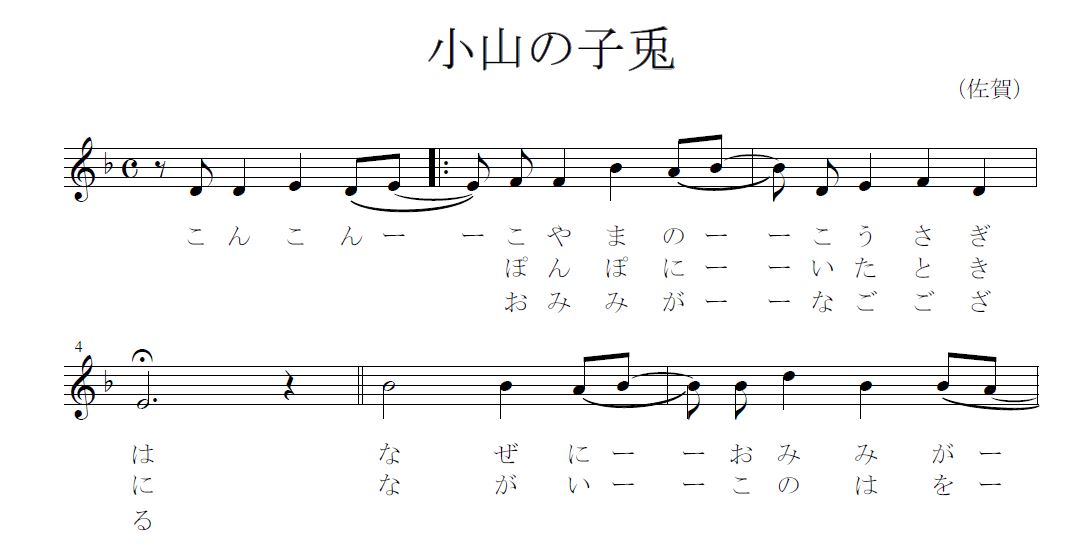 小山の子兎
（佐賀）
こんこんーーこやまのーーこうさぎ
ぽんぽにーーいたとき
おみみがーーなごござ
4
はなぜにーーおみみがー
にながいーーこのはをー
る